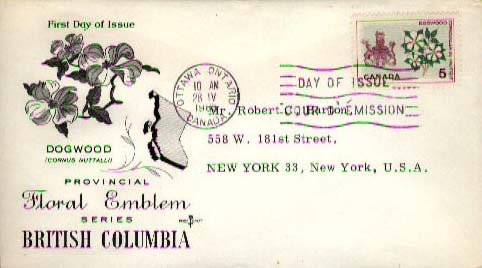 First Day of Issue
DOGWOOD
CANADA
5
DAY OF ISSUE
JOUR D'ÉMISSION
OTTAWA ONTARIO
10 AM
28 IV
CANADA
Mr. Robert
558 W. 181st Street,
NEW YORK 33, New York, U.S.A.
DOGWOOD
(CORNUS NUTTALLI)
PROVINCIAL
Floral Emblem
SERIES
BRITISH COLUMBIA